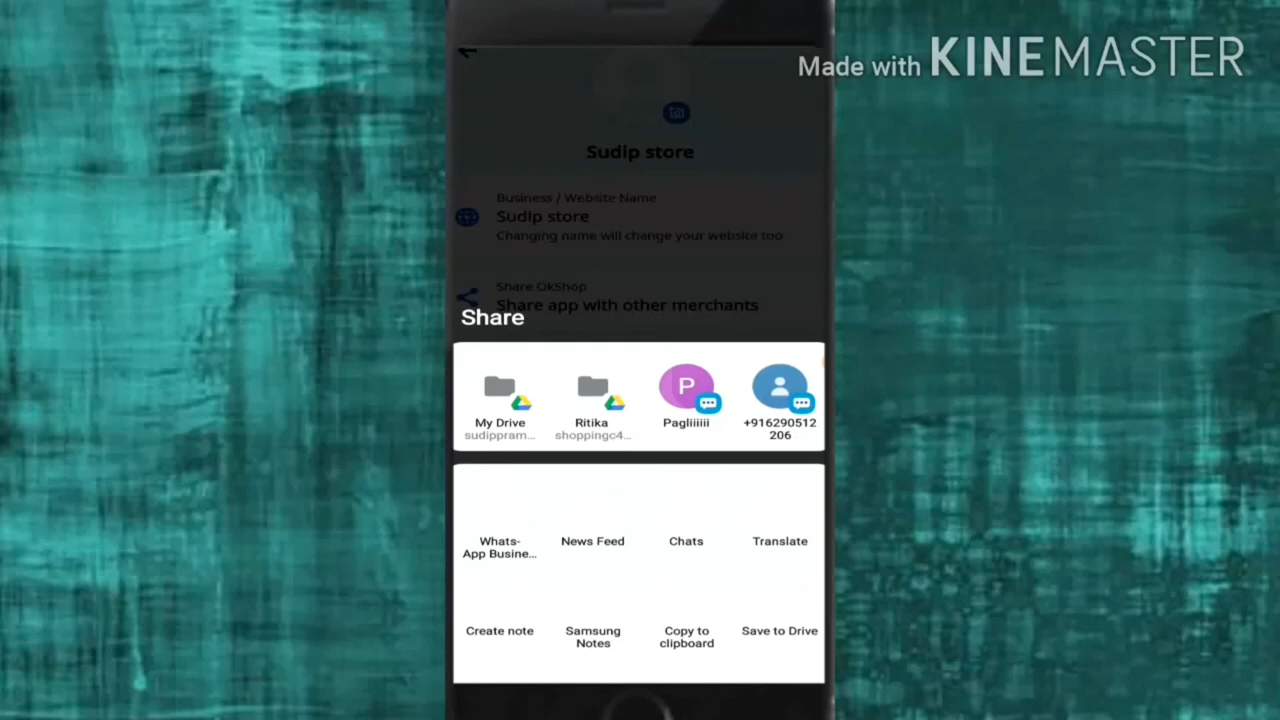 Made with KINEMASTER
Sudip store
Business / Website Name
Sudip store
Changing name will change your website too
Share OkShop
Share app with other merchants
Share
My Drive
sudippram...
Ritika
shoppingc4...
P
Pagliiiiii
+916290512
206
Whats-
App Busine...
News Feed
Chats
Translate
Create note
Samsung
Notes
Copy to
clipboard
Save to Drive